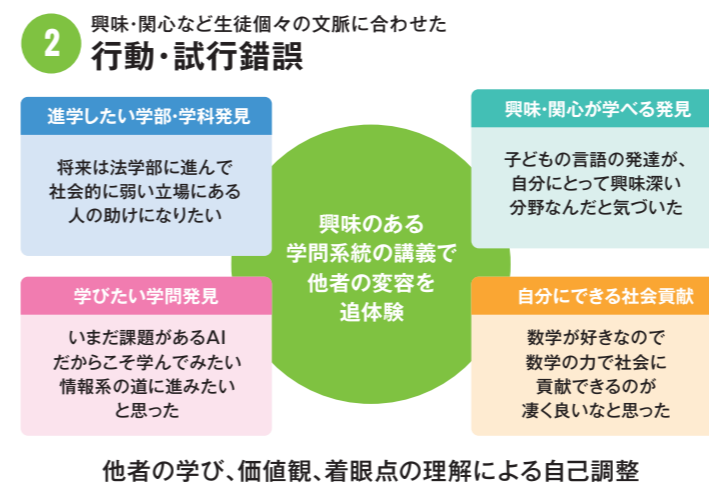 2
興味・関心など生徒個々の文脈に合わせた
行動・試行錯誤
進学したい学部・学科発見
将来は法学部に進んで
社会的に弱い立場にある
人の助けになりたい
興味・関心が学べる発見
子どもの言語の発達が、
自分にとって興味深い
分野なんだと気づいた
興味のある
学問系統の講義で
他者の変容を
追体験
学びたい学問発見
いまだ課題があるAI
だからこそ学んでみたい
情報系の道に進みたい
と思った
自分にできる社会貢献
数学が好きなので
数学の力で社会に
貢献できるのが
凄く良いなと思った
他者の学び、価値観、着眼点の理解による自己調整